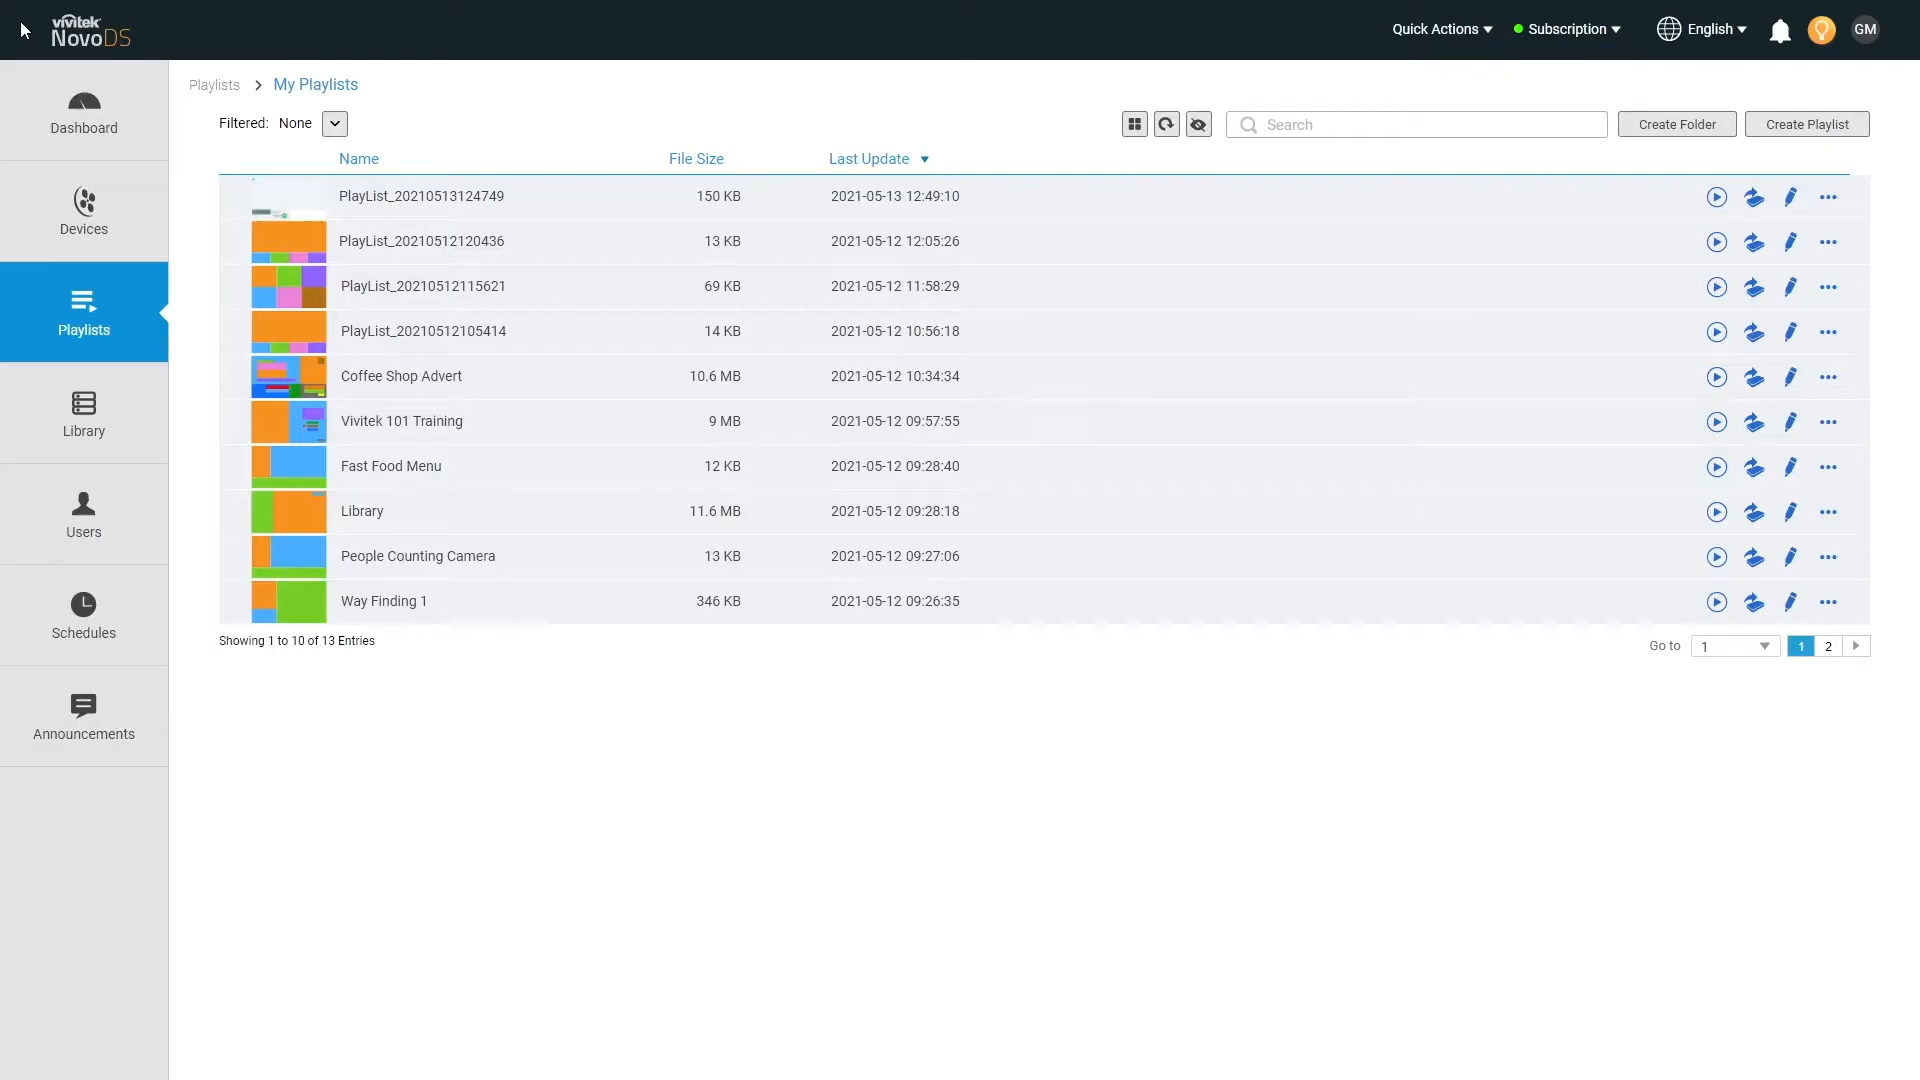 vivitek
NovoDS
Quick Actions
Subscription
English
GM
Dashboard
Devices
Playlists
Library
Users
Schedules
Announcements
Playlists > My Playlists
Filtered: None
Search
Create Folder
Create Playlist
Name File Size Last Update
PlayList_20210513124749 150 KB 2021-05-13 12:49:10
PlayList_20210512120436 13 KB 2021-05-12 12:05:26
PlayList_20210512115621 69 KB 2021-05-12 11:58:29
PlayList_20210512105414 14 KB 2021-05-12 10:56:18
Coffee Shop Advert 10.6 MB 2021-05-12 10:34:34
Vivitek 101 Training 9 MB 2021-05-12 09:57:55
Fast Food Menu 12 KB 2021-05-12 09:28:40
Library 11.6 MB 2021-05-12 09:28:18
People Counting Camera 13 KB 2021-05-12 09:27:06
Way Finding 1 346 KB 2021-05-12 09:26:35
Showing 1 to 10 of 13 Entries
Go to 1 1 2